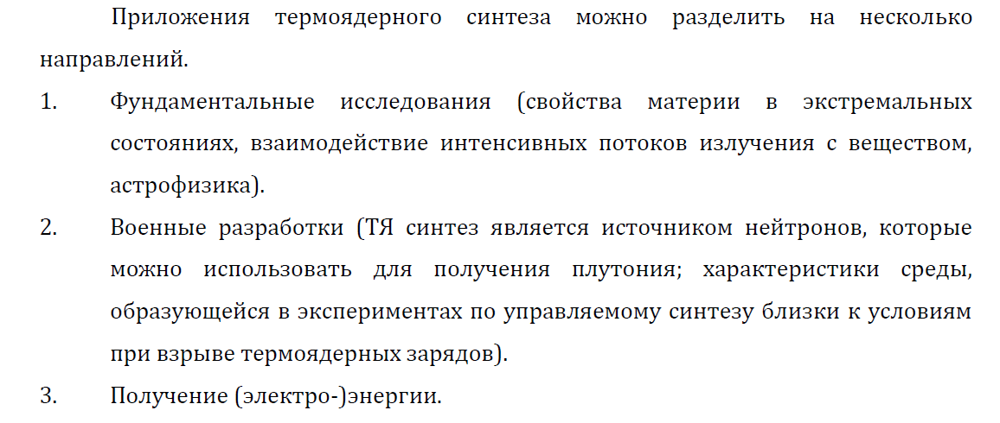 Приложения термоядерного синтеза можно разделить на несколько
направлений.
1. Фундаментальные исследования (свойства материи в экстремальных
состояниях, взаимодействие интенсивных потоков излучения с веществом,
астрофизика).
2. Военные разработки (ТЯ синтез является источником нейтронов, которые
можно использовать для получения плутония; характеристики среды,
образующейся в экспериментах по управляемому синтезу близки к условиям
при взрыве термоядерных зарядов).
3. Получение (электро-)энергии.